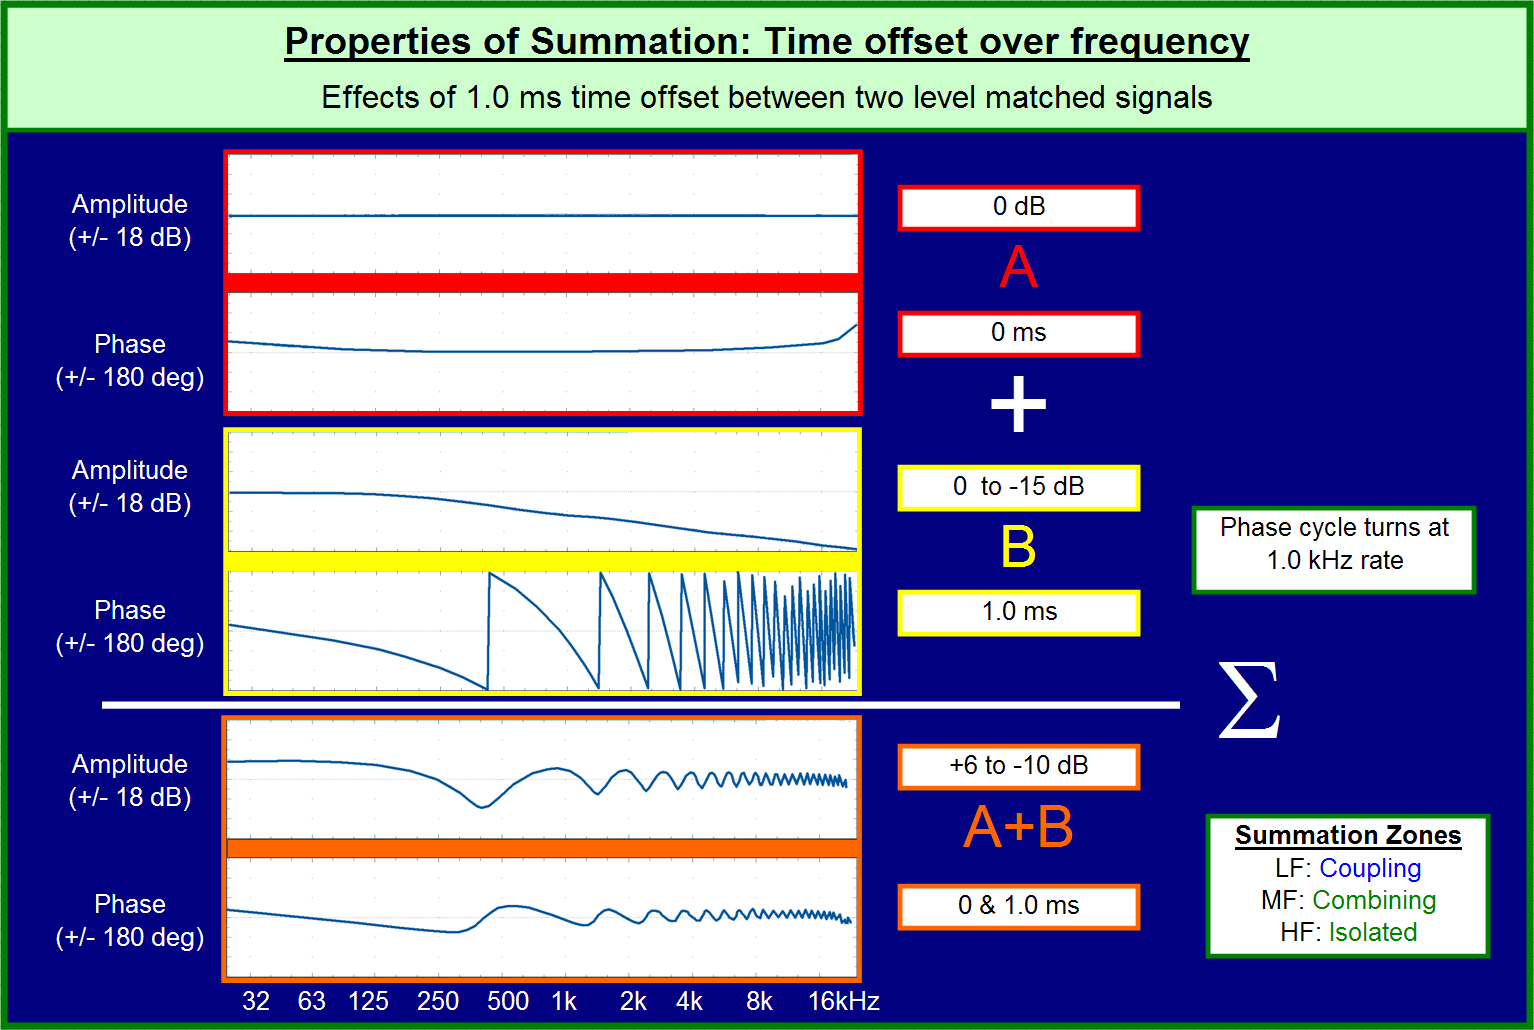 Properties of Summation: Time offset over frequency
Effects of 1.0 ms time offset between two level matched signals
Amplitude
(+/- 18 dB)
0 dB
A
Phase
(+/- 180 deg)
0 ms
+
Amplitude
(+/- 18 dB)
0 to -15 dB
B
Phase cycle turns at
1.0 kHz rate
Phase
(+/- 180 deg)
1.0 ms
Σ
Amplitude
(+/- 18 dB)
+6 to -10 dB
A+B
Phase
(+/- 180 deg)
0 & 1.0 ms
Summation Zones
LF: Coupling
MF: Combining
HF: Isolated
32 63 125 250 500 1k 2k 4k 8k 16kHz